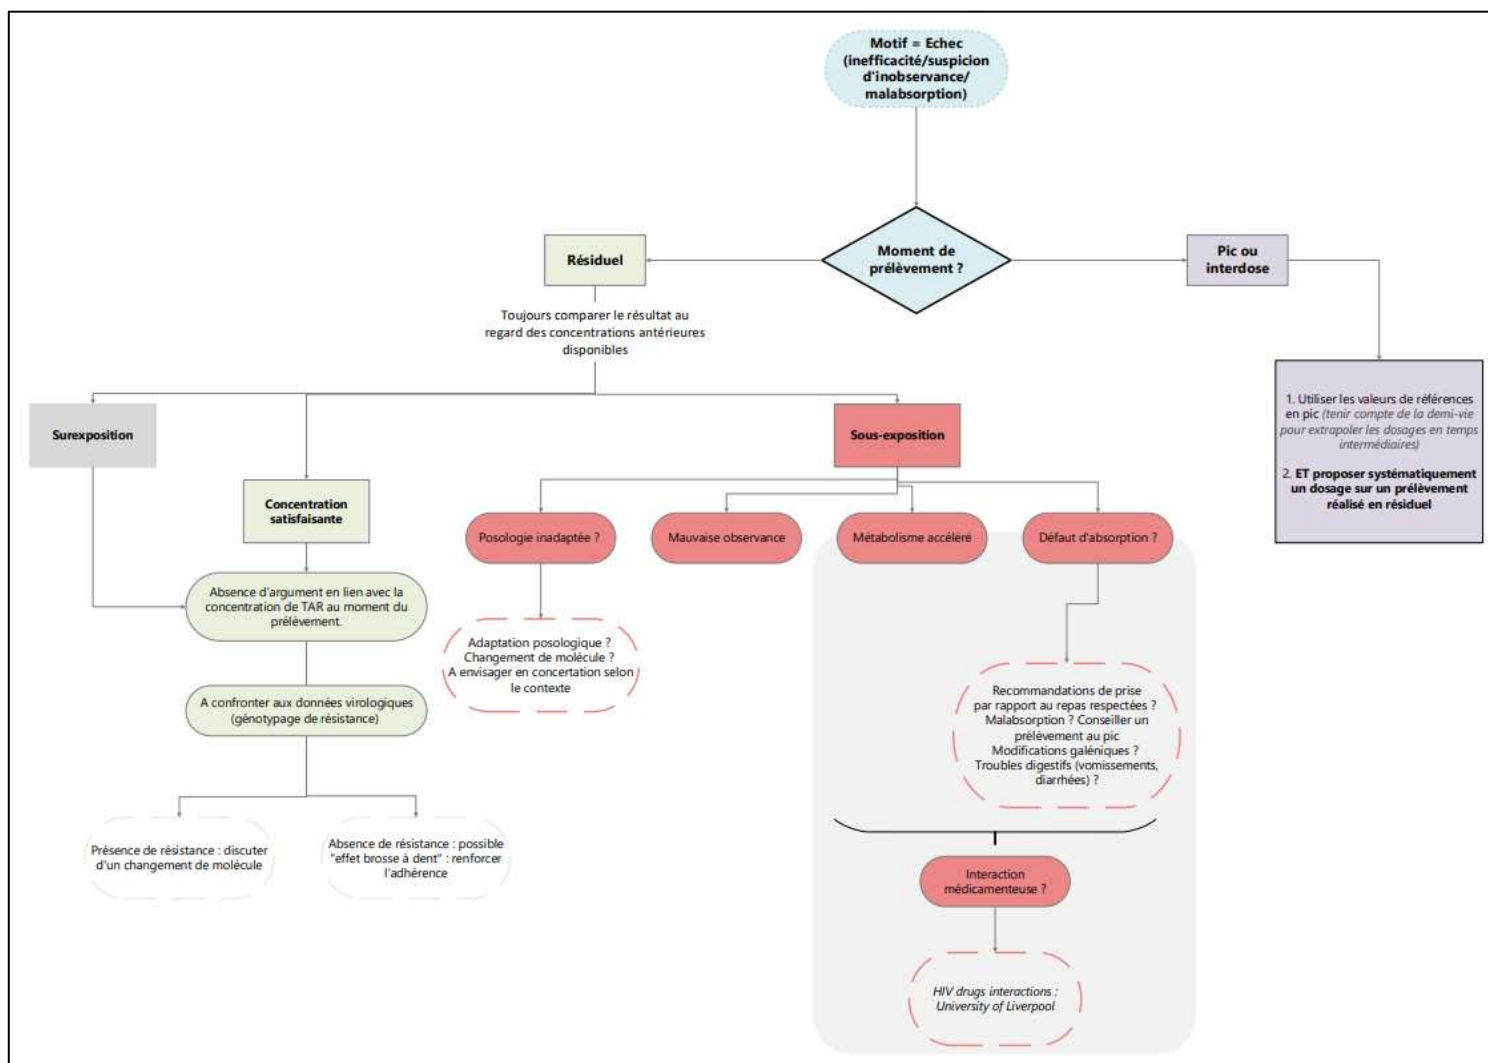 Motif = Echec
(inefficacité/suspicion
d'inobservance/
malabsorption)
Moment de
prélèvement ?
Résiduel
Pic ou
interdose
Toujours comparer le résultat au
regard des concentrations antérieures
disponibles
1. Utiliser les valeurs de références
en pic (tenir compte de la demi-vie
pour extrapoler les dosages en temps
intermédiaires)
2. ET proposer systématiquement
un dosage sur un prélèvement
réalisé en résiduel
Surexposition
Sous-exposition
Concentration
satisfaisante
Posologie inadaptée ?
Mauvaise observance
Métabolisme accéléré
Défaut d'absorption ?
Absence d'argument en lien avec la
concentration de TAR au moment du
prélèvement.
Adaptation posologique ?
Changement de molécule ?
A envisager en concertation selon
le contexte
A confronter aux données virologiques
(génotypage de résistance)
Recommandations de prise
par rapport au repas respectées ?
Malabsorption ? Conseiller un
prélèvement au pic
Modifications galéniques ?
Troubles digestifs (vomissements,
diarrhées) ?
Présence de résistance : discuter
d'un changement de molécule
Absence de résistance : possible
"effet brosse à dent" : renforcer
l'adhérence
Interaction
médicamenteuse ?
HIV drugs interactions :
University of Liverpool